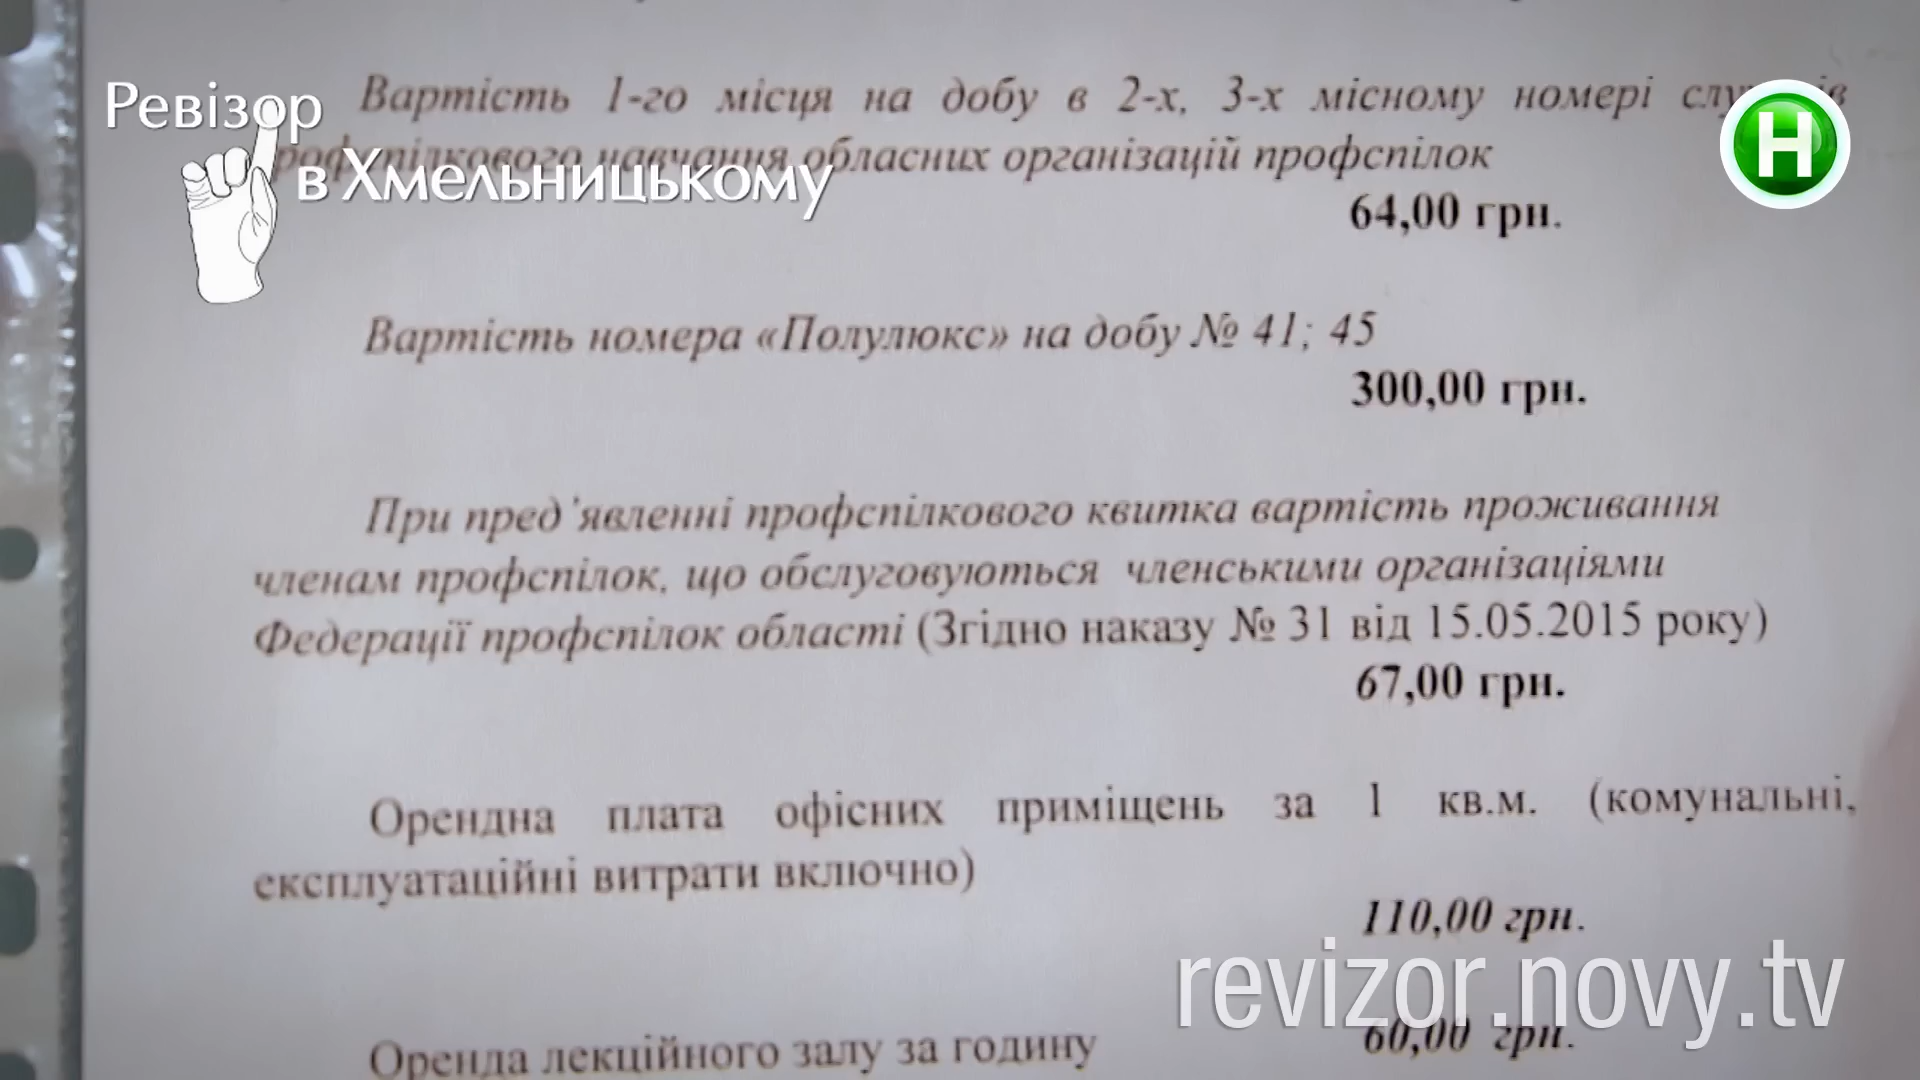 Ревізор
в Хмельницькому
Н
Вартість 1-го місця на добу в 2-х, 3-х місному номері
навчання обласних організацій профспілок
64,00 грн.
Вартість номера «Полулюкс» на добу № 41; 45
300,00 грн.
При пред’явленні профспілкового квитка вартість проживання
членам профспілок, що обслуговуються членськими організаціями
Федерації профспілок області (Згідно наказу № 31 від 15.05.2015 року)
67,00 грн.
Орендна плата офісних приміщень за 1 кв.м. (комунальні,
експлуатаційні витрати включно)
110,00 грн.
revizor.novy.tv
Оренда лекційного залу за годину 60,00 грн.